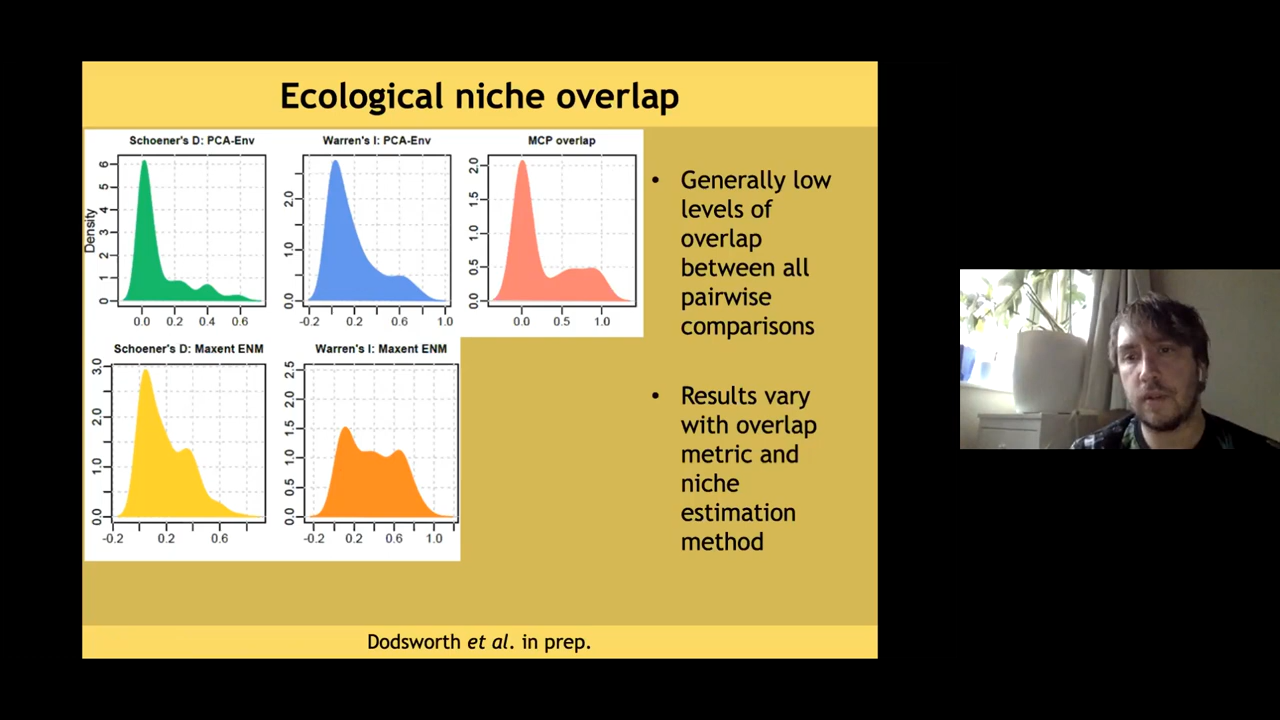 Ecological niche overlap
Schoener's D: PCA-Env
Warren's I: PCA-Env
MCP overlap
Density
0 1 2 3 4 5 6
0.0 0.2 0.4 0.6
0.0 1.0 2.0
-0.2 0.2 0.6 1.0
0.0 0.5 1.0 1.5 2.0
0.0 0.5 1.0
Schoener's D: Maxent ENM
Warren's I: Maxent ENM
0.0 1.0 2.0 3.0
-0.2 0.2 0.6
0.0 0.5 1.0 1.5 2.0 2.5
-0.2 0.2 0.6 1.0
• Generally low
levels of
overlap
between all
pairwise
comparisons
• Results vary
with overlap
metric and
niche
estimation
method
Dodsworth et al. in prep.